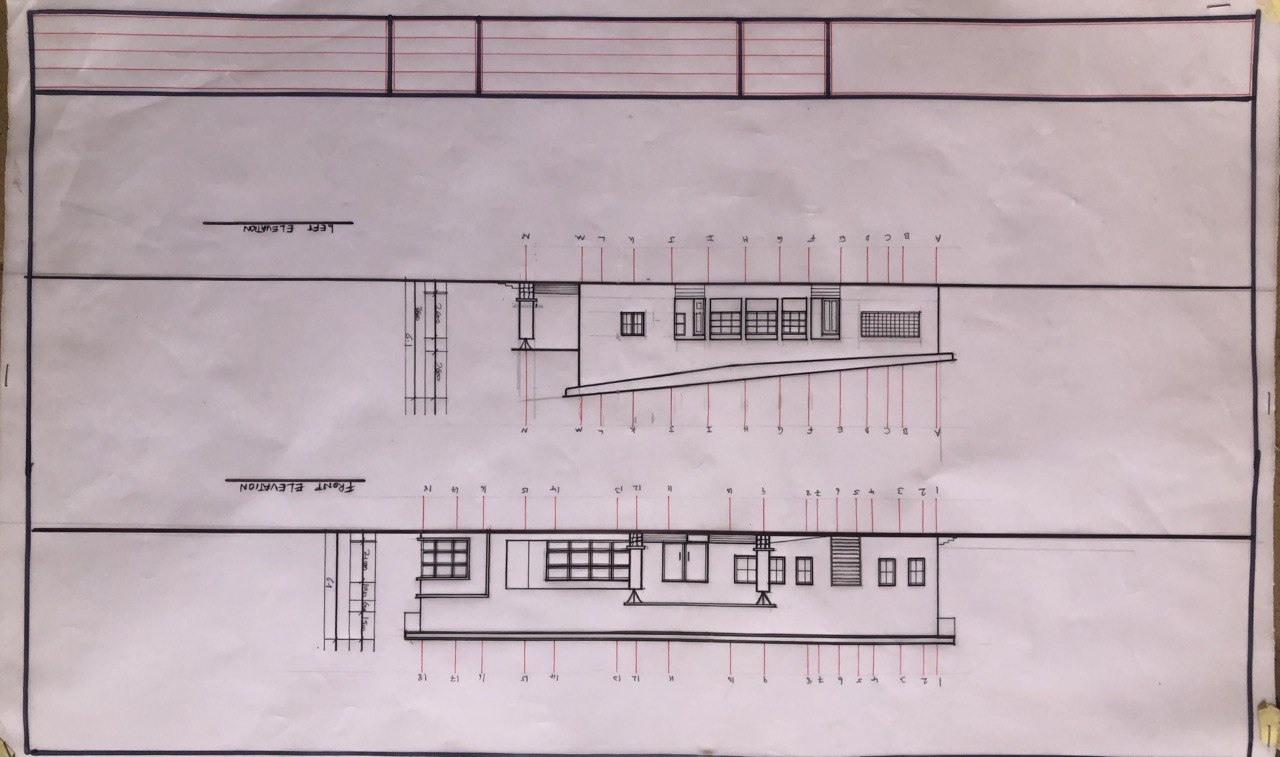 1 2 3 4 5 6 7 8 9 10 11 12 13 14 15 16 17 18
2100
1 2 3 4 5 6 7 8 9 10 11 12 13 14 15 16 17 18
FRONT ELEVATION
A B C D E F G H I J K L M N
A B C D E F G H I J K L M N
LEFT ELEVATION